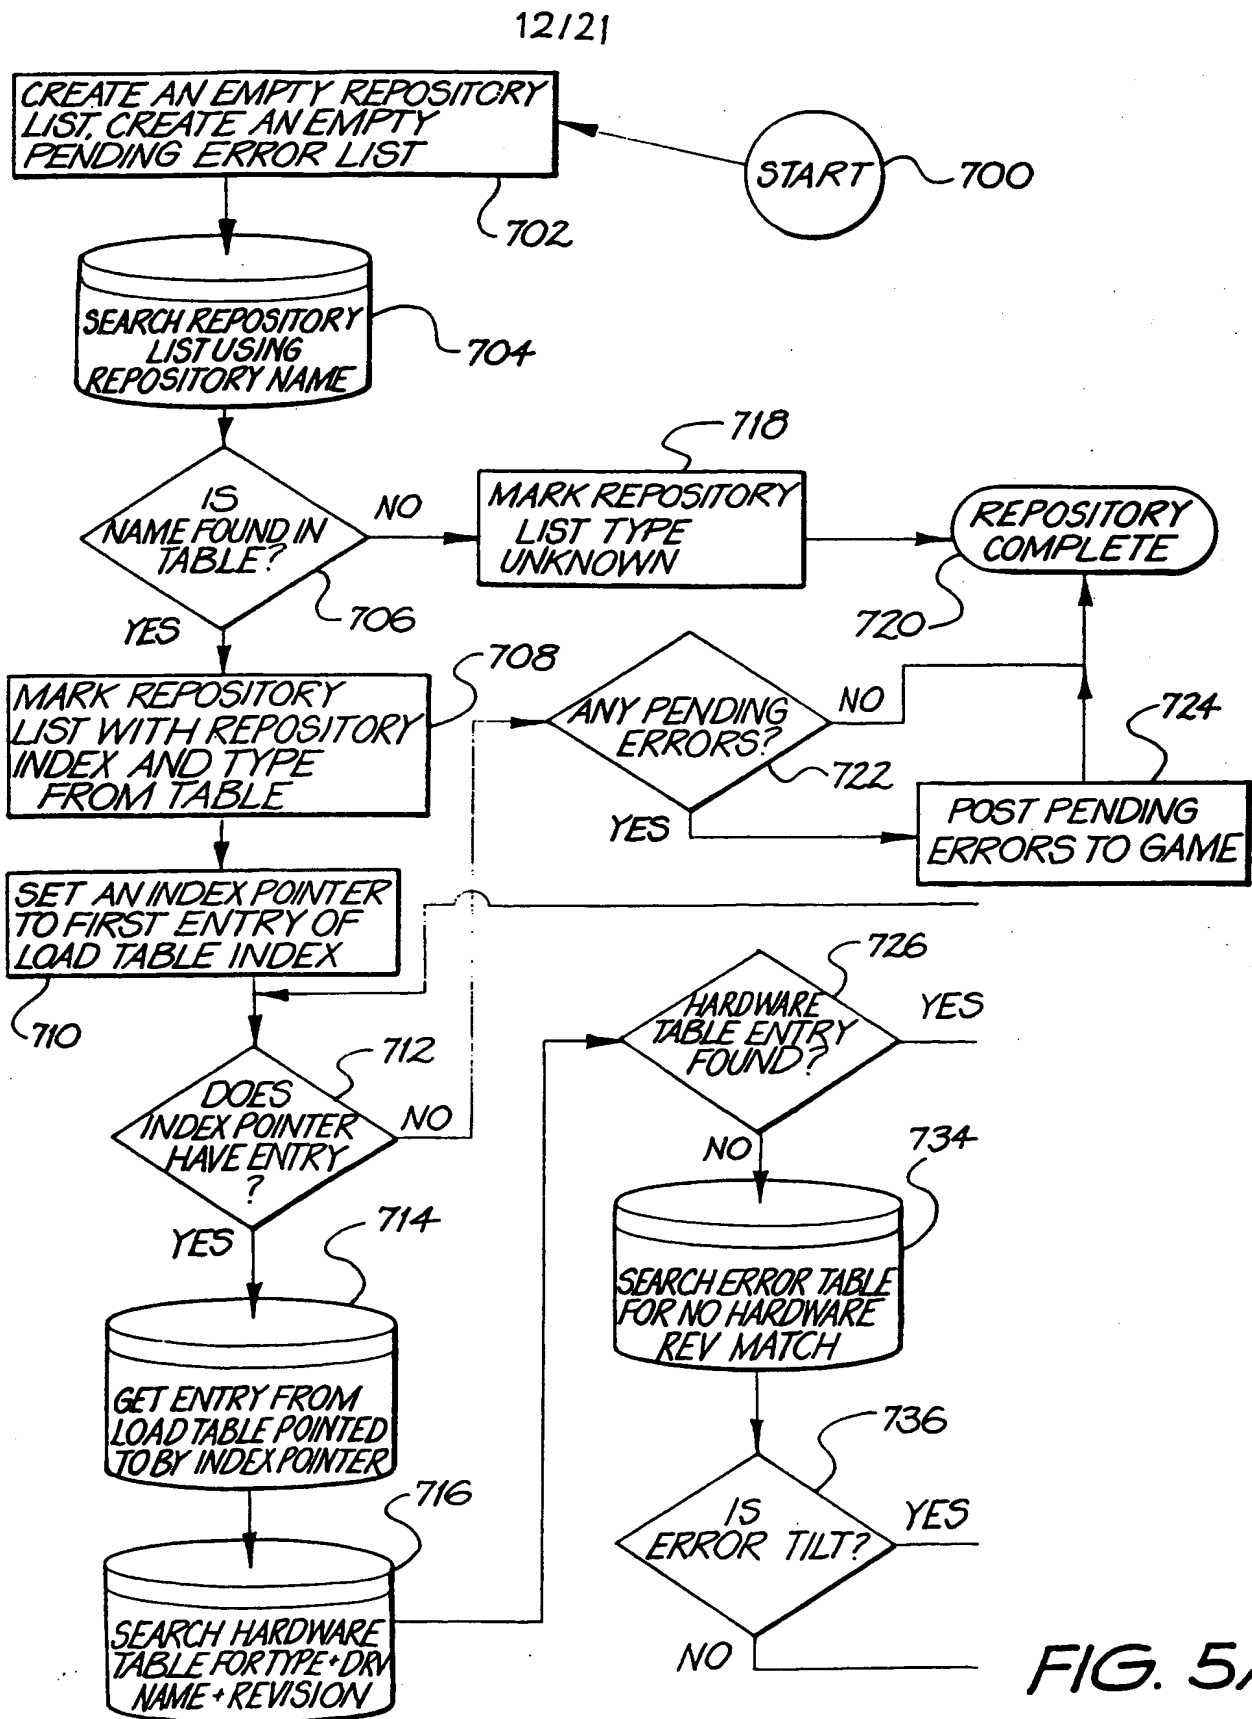 12/21
CREATE AN EMPTY REPOSITORY
LIST, CREATE AN EMPTY
PENDING ERROR LIST
START
700
702
SEARCH REPOSITORY
LIST USING
REPOSITORY NAME
704
718
IS
NAME FOUND IN
TABLE?
NO
MARK REPOSITORY
LIST TYPE
UNKNOWN
REPOSITORY
COMPLETE
706
720
YES
708
MARK REPOSITORY
LIST WITH REPOSITORY
INDEX AND TYPE
FROM TABLE
ANY PENDING
ERRORS?
NO
722
724
YES
POST PENDING
ERRORS TO GAME
SET AN INDEX POINTER
TO FIRST ENTRY OF
LOAD TABLE INDEX
710
726
HARDWARE
TABLE ENTRY
FOUND?
YES
712
DOES
INDEX POINTER
HAVE ENTRY
?
NO
NO
734
YES
714
SEARCH ERROR TABLE
FOR NO HARDWARE
REV MATCH
GET ENTRY FROM
LOAD TABLE POINTED
TO BY INDEX POINTER
736
716
IS
ERROR TILT?
YES
SEARCH HARDWARE
TABLE FOR TYPE + DRV
NAME + REVISION
NO
FIG. 5A